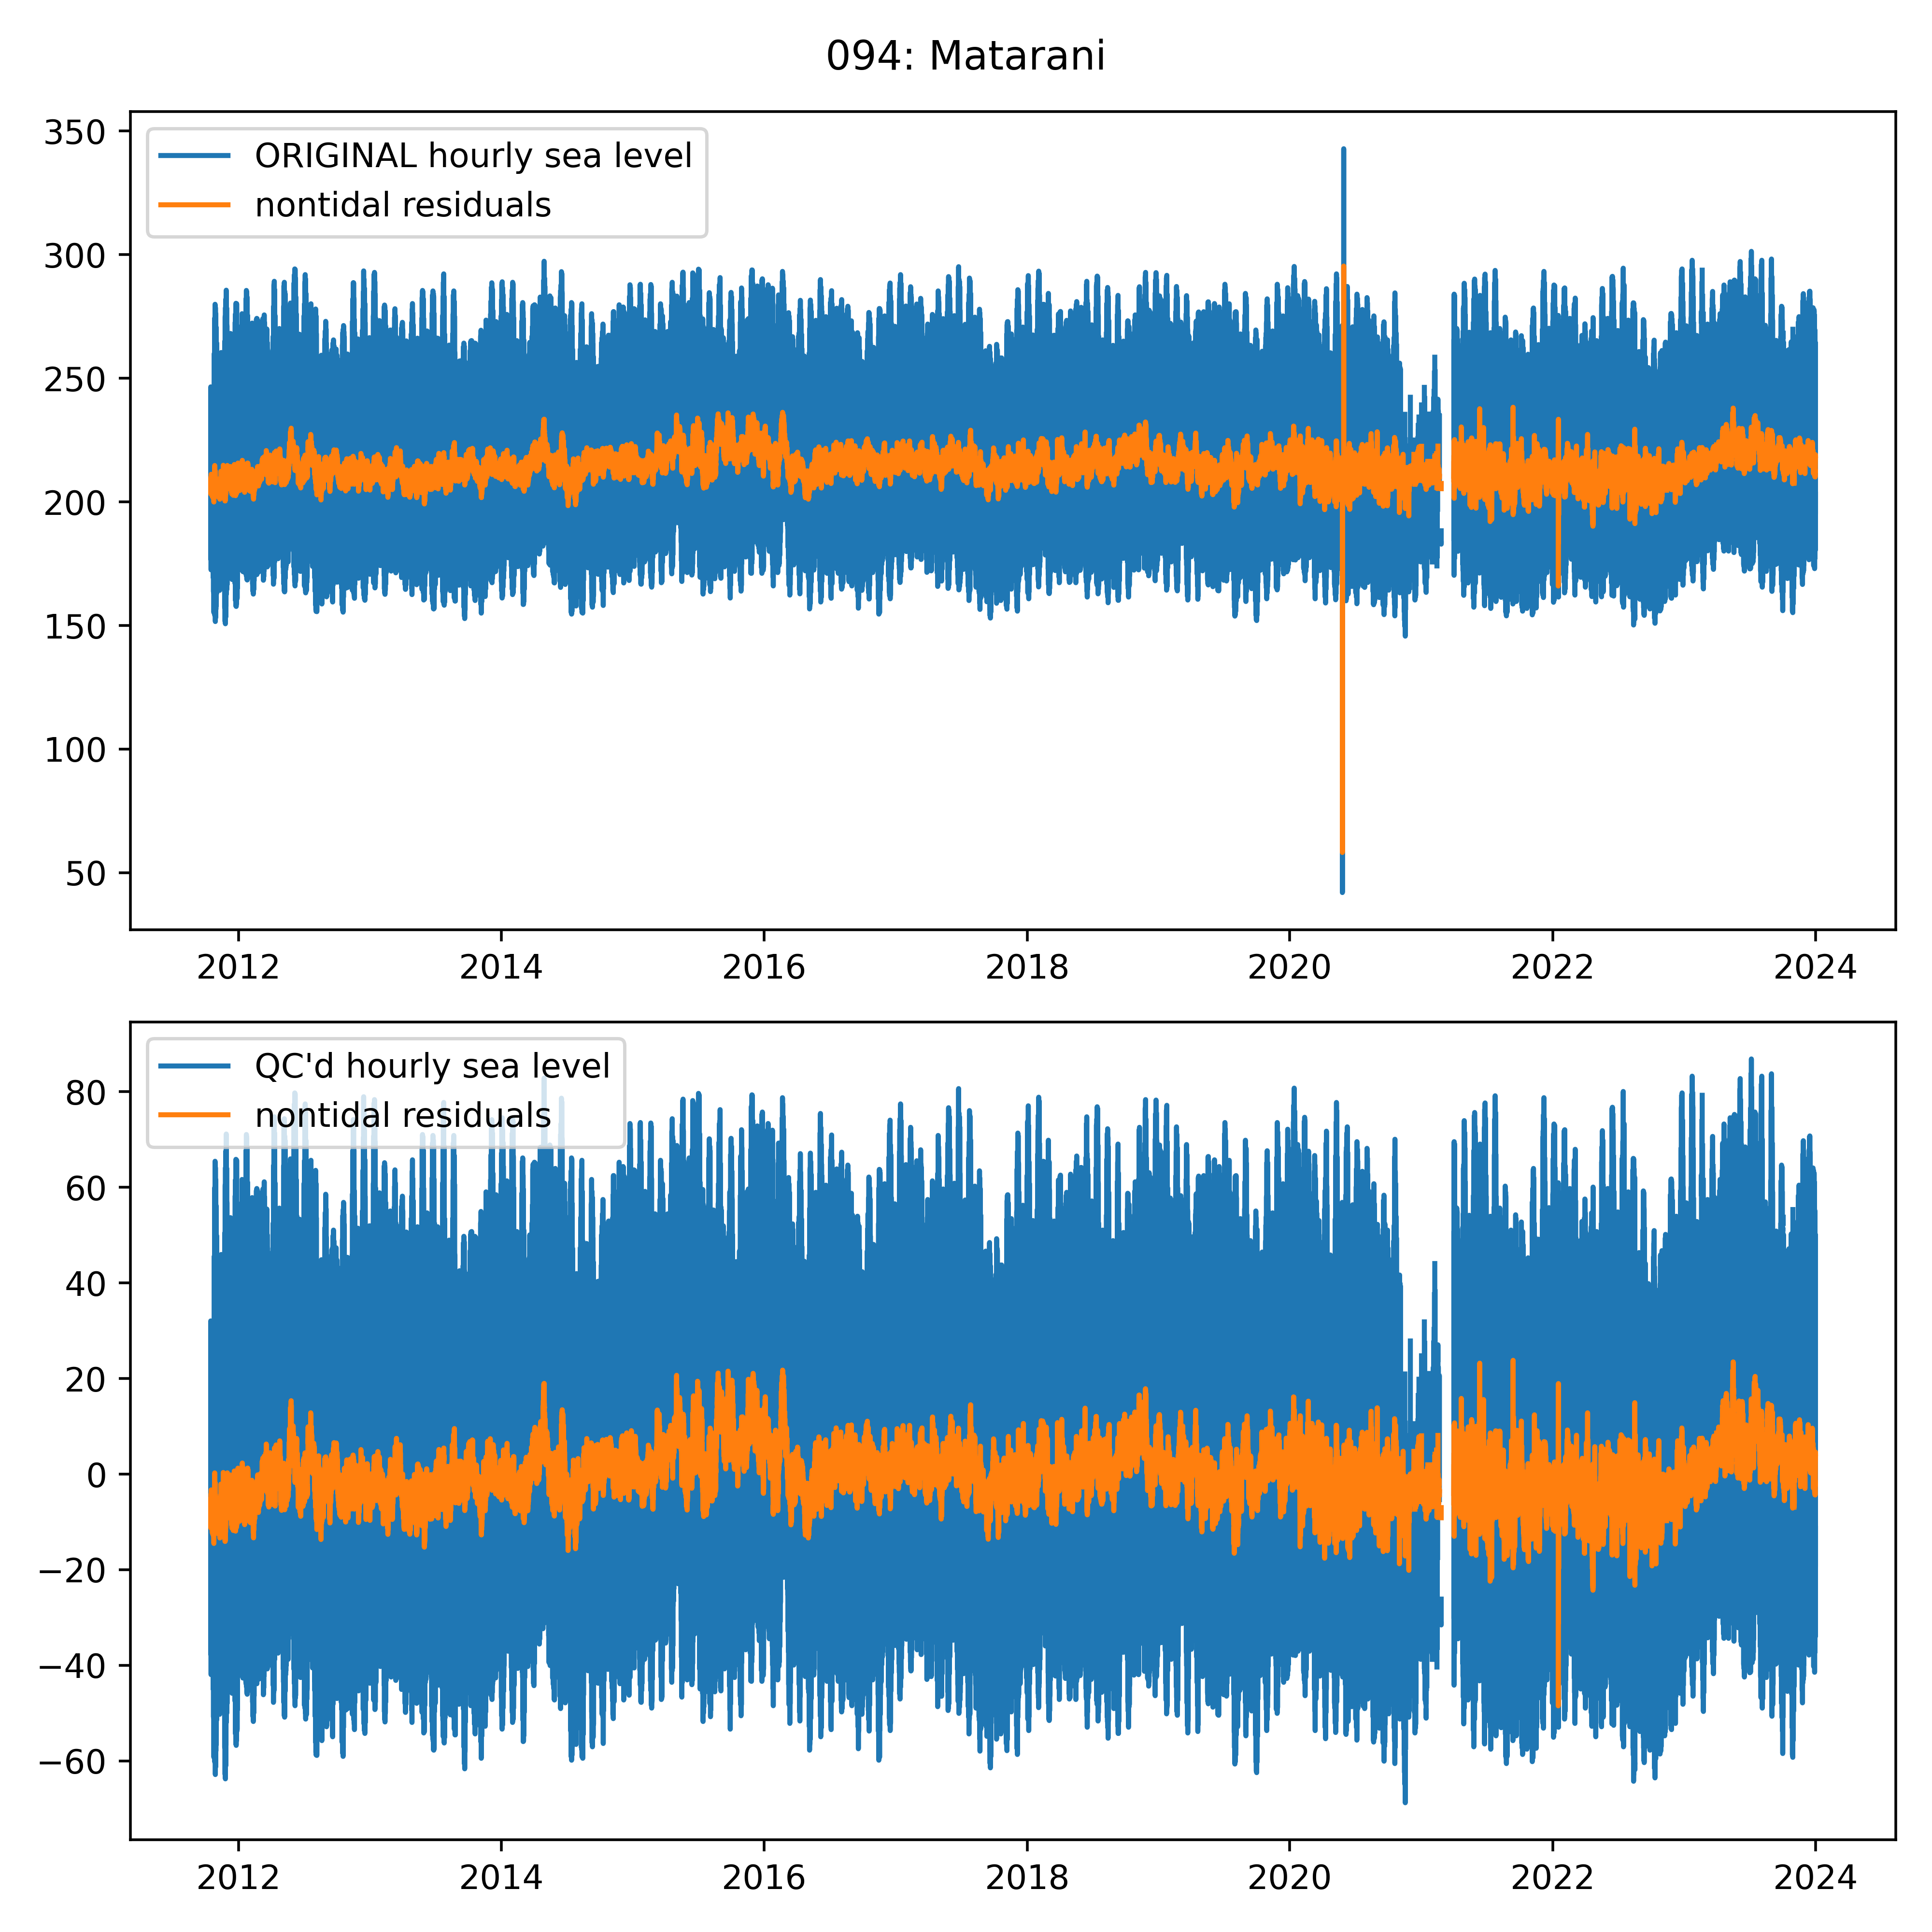 094: Matarani
ORIGINAL hourly sea level
nontidal residuals
350
300
250
200
150
100
50
2012 2014 2016 2018 2020 2022 2024
QC'd hourly sea level
nontidal residuals
80
60
40
20
0
−20
−40
−60
2012 2014 2016 2018 2020 2022 2024